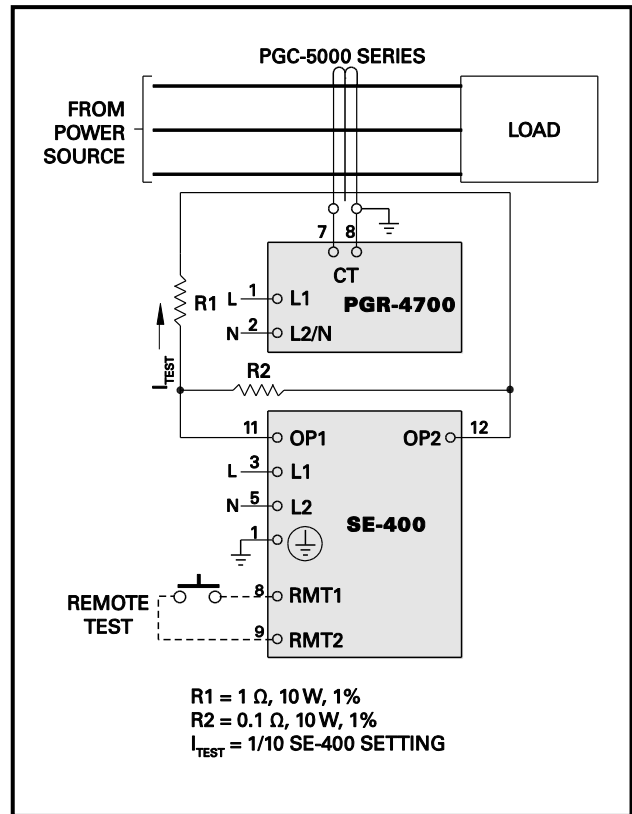 PGC-5000 SERIES
FROM
POWER
SOURCE
LOAD
7 8
CT
PGR-4700
R1
L 1 L1
N 2 L2/N
I TEST
R2
11 OP1
OP2 12
L 3 L1
N 5 L2
SE-400
1
REMOTE
TEST
8 RMT1
9 RMT2
R1 = 1 Ω, 10 W, 1%
R2 = 0.1 Ω, 10 W, 1%
I TEST = 1/10 SE-400 SETTING